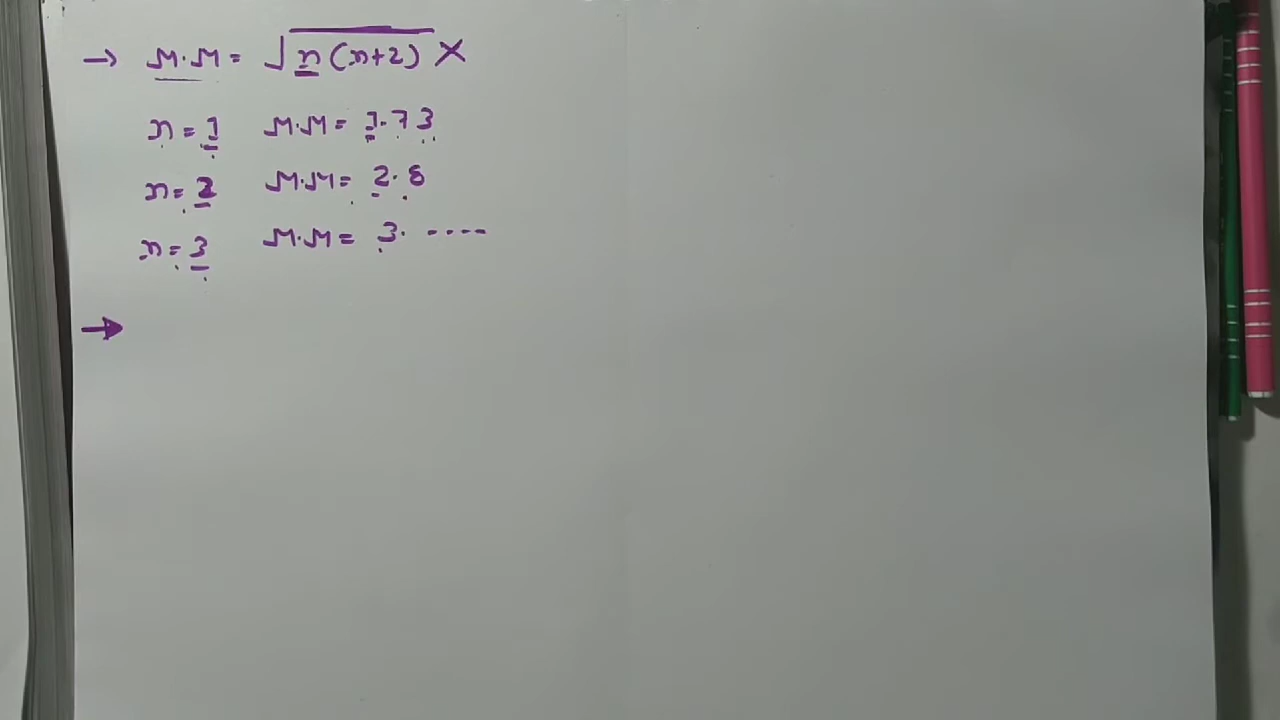 → M.M = √n(n+2) X
n = 1 M.M = 1.73
n = 2 M.M = 2.8
n = 3 M.M = 3. ----
→